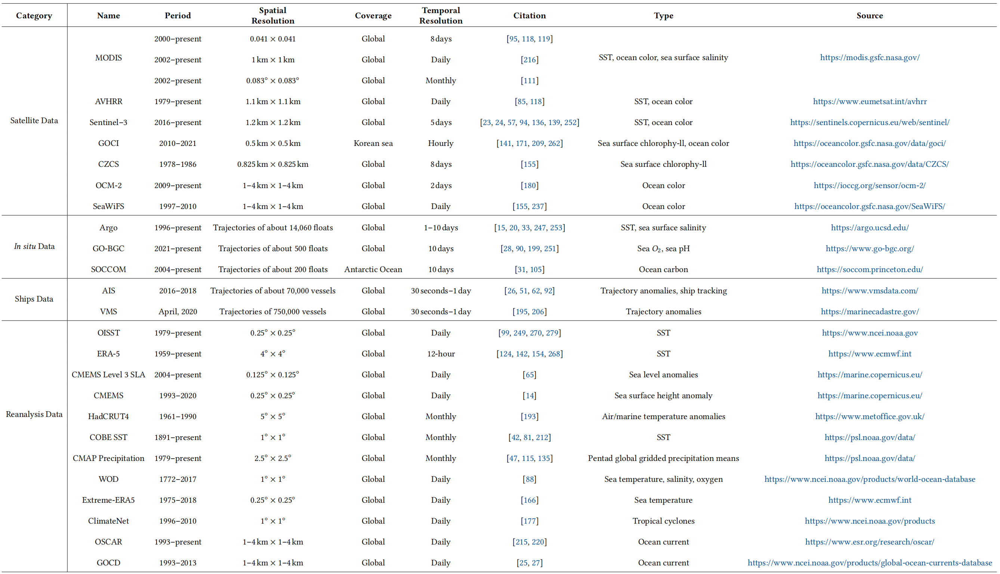 Category Name Period Spatial Resolution Coverage Temporal Resolution Citation Type Source
2000–present 0.041 × 0.041 Global 8 days [95, 118, 119]
MODIS 2002–present 1 km × 1 km Global Daily [216] SST, ocean color, sea surface salinity https://modis.gsfc.nasa.gov/
2002–present 0.083° × 0.083° Global Monthly [111]
AVHRR 1979–present 1.1 km × 1.1 km Global Daily [85, 118] SST, ocean color https://www.eumetsat.int/avhrr
Satellite Data Sentinel–3 2016–present 1.2 km × 1.2 km Global 5 days [23, 24, 57, 94, 136, 139, 252] SST, ocean color https://sentinels.copernicus.eu/web/sentinel/
GOCI 2010–2021 0.5 km × 0.5 km Korean sea Hourly [141, 171, 209, 262] Sea surface chlorophy-ll, ocean color https://oceancolor.gsfc.nasa.gov/data/goci/
CZCS 1978–1986 0.825 km × 0.825 km Global 8 days [155] Sea surface chlorophy-ll https://oceancolor.gsfc.nasa.gov/data/CZCS/
OCM-2 2009–present 1–4 km × 1–4 km Global 2 days [180] Ocean color https://ioccg.org/sensor/ocm-2/
SeaWiFS 1997–2010 1–4 km × 1–4 km Global Daily [155, 237] Ocean color https://oceancolor.gsfc.nasa.gov/SeaWiFS/
Argo 1996–present Trajectories of about 14,060 floats Global 1–10 days [15, 20, 33, 247, 253] SST, sea surface salinity https://argo.ucsd.edu/
In situ Data GO-BGC 2021–present Trajectories of about 500 floats Global 10 days [28, 90, 199, 251] Sea O₂, sea pH https://www.go-bgc.org/
SOCCOM 2004–present Trajectories of about 200 floats Antarctic Ocean 10 days [31, 105] Ocean carbon https://soccom.princeton.edu/
Ships Data AIS 2016–2018 Trajectories of about 70,000 vessels Global 30 seconds–1 day [26, 51, 62, 92] Trajectory anomalies, ship tracking https://www.vmsdata.com/
VMS April, 2020 Trajectories of 750,000 vessels Global 30 seconds–1 day [195, 206] Trajectory anomalies https://marinecadastre.gov/
OISST 1979–present 0.25° × 0.25° Global Daily [99, 249, 270, 279] SST https://www.ncei.noaa.gov
ERA-5 1959–present 4° × 4° Global 12-hour [124, 142, 154, 268] SST https://www.ecmwf.int
CMEMS Level 3 SLA 2004–present 0.125° × 0.125° Global Daily [65] Sea level anomalies https://marine.copernicus.eu/
CMEMS 1993–2020 0.25° × 0.25° Global Daily [14] Sea surface height anomaly https://marine.copernicus.eu/
Reanalysis Data HadCRUT4 1961–1990 5° × 5° Global Monthly [193] Air/marine temperature anomalies https://www.metoffice.gov.uk/
COBE SST 1891–present 1° × 1° Global Monthly [42, 81, 212] SST https://psl.noaa.gov/data/
CMAP Precipitation 1979–present 2.5° × 2.5° Global Monthly [47, 115, 135] Pentad global gridded precipitation means https://psl.noaa.gov/data/
WOD 1772–2017 1° × 1° Global Daily [88] Sea temperature, salinity, oxygen https://www.ncei.noaa.gov/products/world-ocean-database
Extreme-ERA5 1975–2018 0.25° × 0.25° Global Daily [166] Sea temperature https://www.ecmwf.int
ClimateNet 1996–2010 1° × 1° Global Daily [177] Tropical cyclones https://www.ncei.noaa.gov/products
OSCAR 1993–present 1–4 km × 1–4 km Global Daily [215, 220] Ocean current https://www.esr.org/research/oscar/
GOCD 1993–2013 1–4 km × 1–4 km Global Daily [25, 27] Ocean current https://www.ncei.noaa.gov/products/global-ocean-currents-database